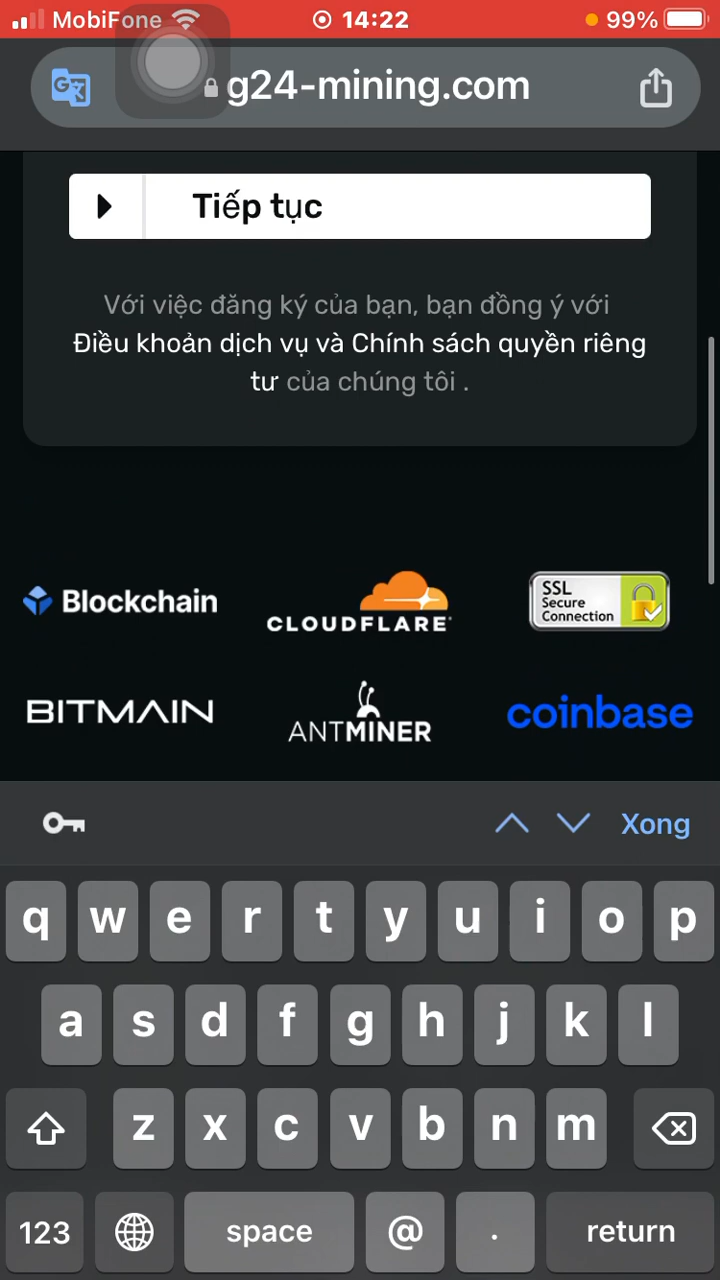 MobiFone 14:22 99%
g24-mining.com
Tiếp tục
Với việc đăng ký của bạn, bạn đồng ý với
Điều khoản dịch vụ và Chính sách quyền riêng
tư của chúng tôi .
Blockchain
CLOUDFLARE
SSL
Secure
Connection
BITMAIN
ANTMINER
coinbase
Xong
q w e r t y u i o p
a s d f g h j k l
z x c v b n m
123 space @ . return